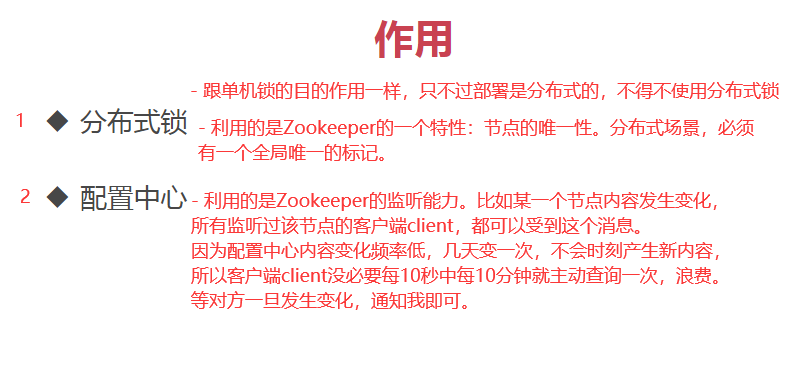 作用
- 跟单机锁的目的作用一样，只不过部署是分布式的，不得不使用分布式锁
1 ◆ 分布式锁
- 利用的是Zookeeper的一个特性：节点的唯一性。分布式场景，必须
有一个全局唯一的标记。
2 ◆ 配置中心
- 利用的是Zookeeper的监听能力。比如某一个节点内容发生变化，
所有监听过该节点的客户端client，都可以受到这个消息。
因为配置中心内容变化频率低，几天变一次，不会时刻产生新内容，
所以客户端client没必要每10秒中每10分钟就主动查询一次，浪费。
等对方一旦发生变化，通知我即可。